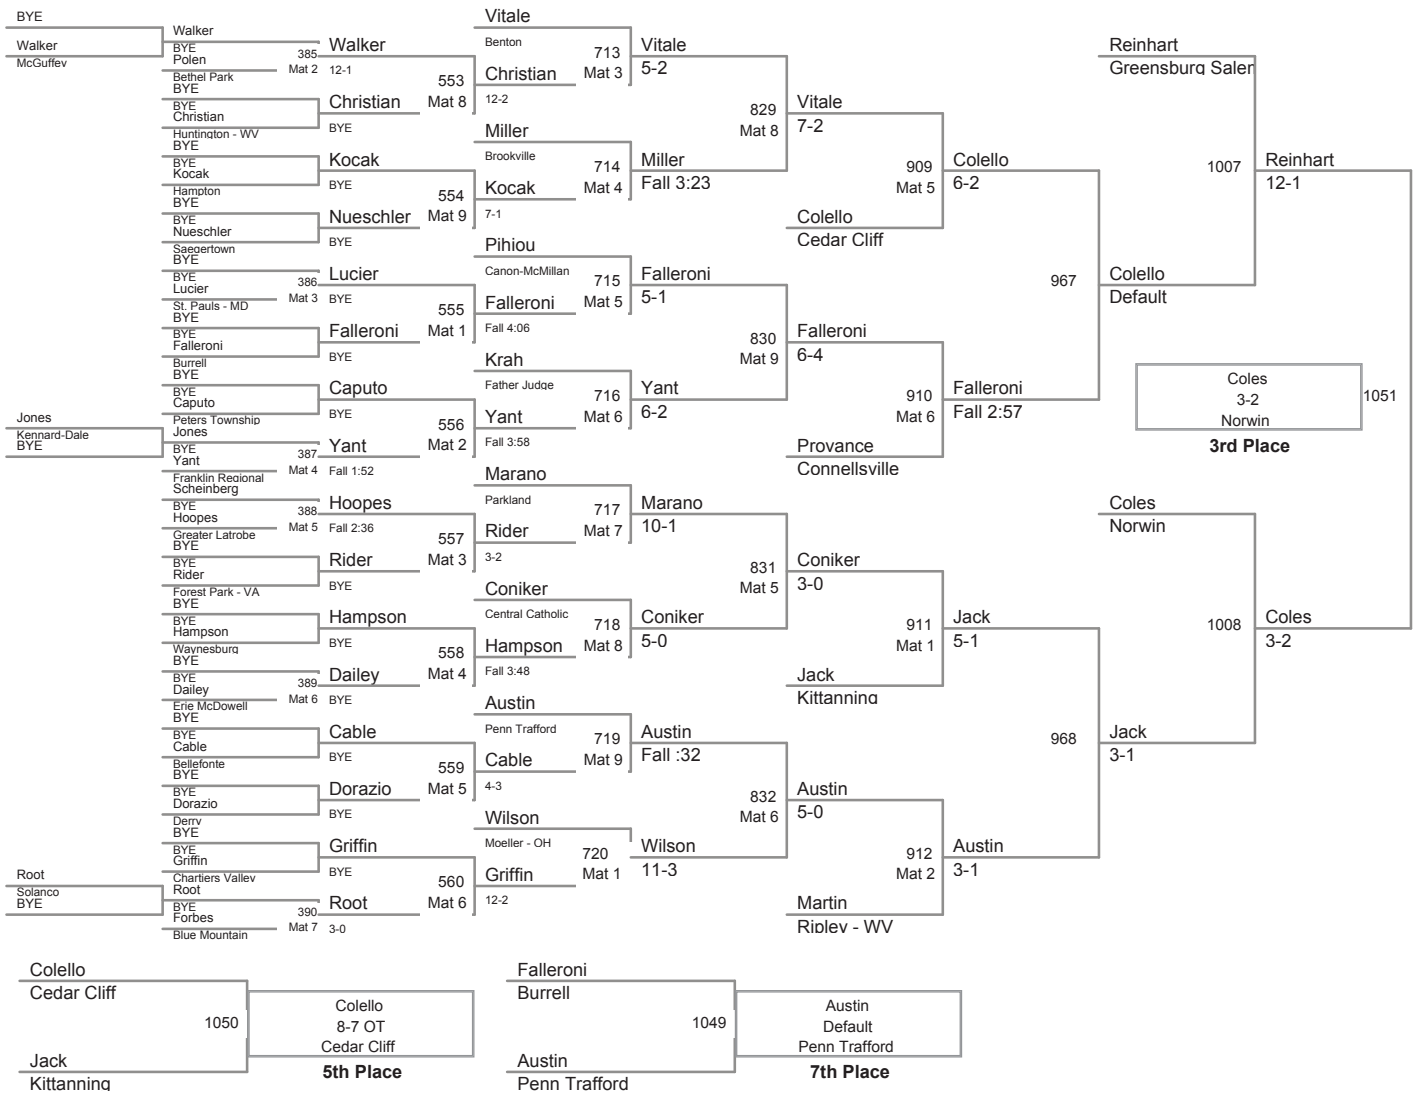 BYE
Walker
McGuffey
Jones
Kennard-Dale
BYE
Root
Solanco
BYE
Walker
BYE
Polen
385
Mat 2
Bethel Park
BYE
BYE
Christian
Huntington - WV
BYE
BYE
Kocak
Hampton
BYE
BYE
Nueschler
Saegertown
BYE
BYE
Lucier
386
Mat 3
St. Pauls - MD
BYE
BYE
Falleroni
Burrell
BYE
BYE
Caputo
Peters Township
Jones
BYE
Yant
387
Mat 4
Franklin Regional
Scheinberg
BYE
Hoopes
388
Mat 5
Greater Latrobe
BYE
BYE
Rider
Forest Park - VA
BYE
BYE
Hampson
Waynesburg
BYE
BYE
Dailey
389
Mat 6
Erie McDowell
BYE
BYE
Cable
Bellefonte
BYE
BYE
Dorazio
Derry
BYE
BYE
Griffin
Chartiers Valley
Root
BYE
Forbes
390
Mat 7
Blue Mountain
Walker
12-1
553
Mat 8
Christian
BYE
Kocak
BYE
554
Mat 9
Nueschler
BYE
Lucier
BYE
555
Mat 1
Falleroni
BYE
Caputo
BYE
556
Mat 2
Yant
Fall 1:52
Hoopes
Fall 2:36
557
Mat 3
Rider
BYE
Hampson
BYE
558
Mat 4
Dailey
BYE
Cable
BYE
559
Mat 5
Dorazio
BYE
Griffin
BYE
560
Mat 6
Root
3-0
Vitale
Benton
713
Mat 3
Christian
12-2
Miller
Brookville
714
Mat 4
Kocak
7-1
Pihiou
Canon-McMillan
715
Mat 5
Falleroni
Fall 4:06
Krah
Father Judge
716
Mat 6
Yant
Fall 3:58
Marano
Parkland
717
Mat 7
Rider
3-2
Coniker
Central Catholic
718
Mat 8
Hampson
Fall 3:48
Austin
Penn Trafford
719
Mat 9
Cable
4-3
Wilson
Moeller - OH
720
Mat 1
Griffin
12-2
Vitale
5-2
829
Mat 8
Miller
Fall 3:23
Falleroni
5-1
830
Mat 9
Yant
6-2
Marano
10-1
831
Mat 5
Coniker
5-0
Austin
Fall :32
832
Mat 6
Wilson
11-3
Vitale
7-2
909
Mat 5
Colello
Cedar Cliff
Falleroni
6-4
910
Mat 6
Provance
Connellsville
Coniker
3-0
911
Mat 1
Jack
Kittanning
Austin
5-0
912
Mat 2
Martin
Ripley - WV
Colello
6-2
967
Falleroni
Fall 2:57
Jack
5-1
968
Austin
3-1
Reinhart
Greensburg Salem
1007
Colello
Default
Coles
Norwin
1008
Jack
3-1
Reinhart
12-1
Coles
3-2
Norwin
1051
3rd Place
Coles
3-2
Colello
Cedar Cliff
1050
Jack
Kittanning
Colello
8-7 OT
Cedar Cliff
5th Place
Falleroni
Burrell
1049
Austin
Penn Trafford
Austin
Default
Penn Trafford
7th Place